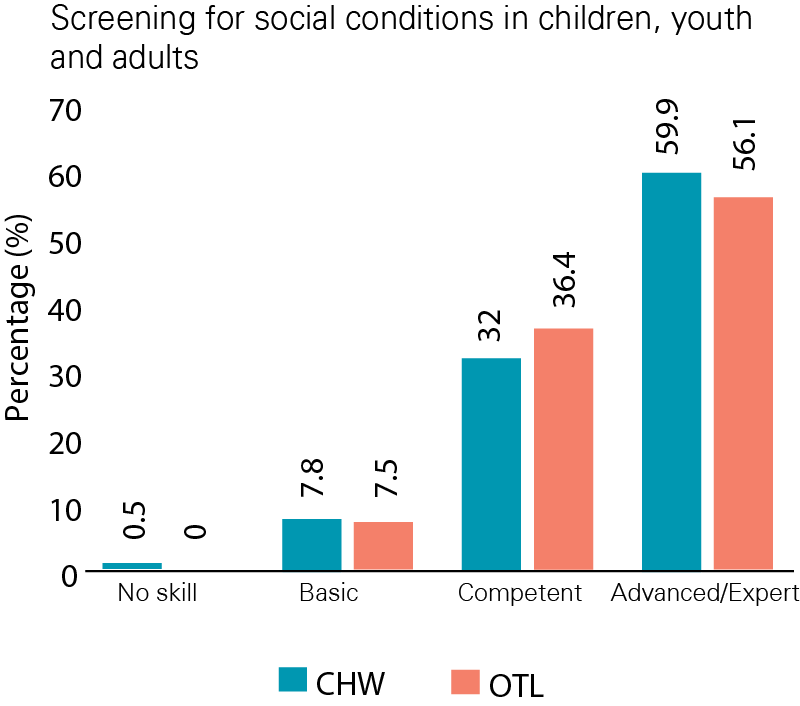 Screening for social conditions in children, youth
and adults
Percentage (%)
70
60
50
40
30
20
10
0
0.5
0
7.8
7.5
32
36.4
59.9
56.1
No skill
Basic
Competent
Advanced/Expert
CHW
OTL